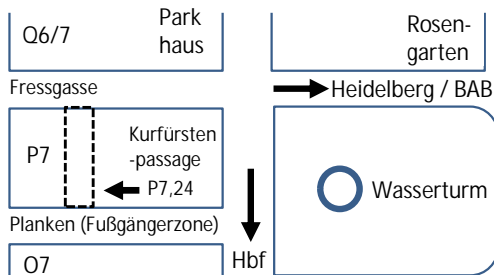 Q6/7
Park
haus
Rosen-
garten
Fressgasse
Heidelberg / BAB
P7
Kurfürsten
-passage
P7,24
Wasserturm
Planken (Fußgängerzone)
O7
Hbf